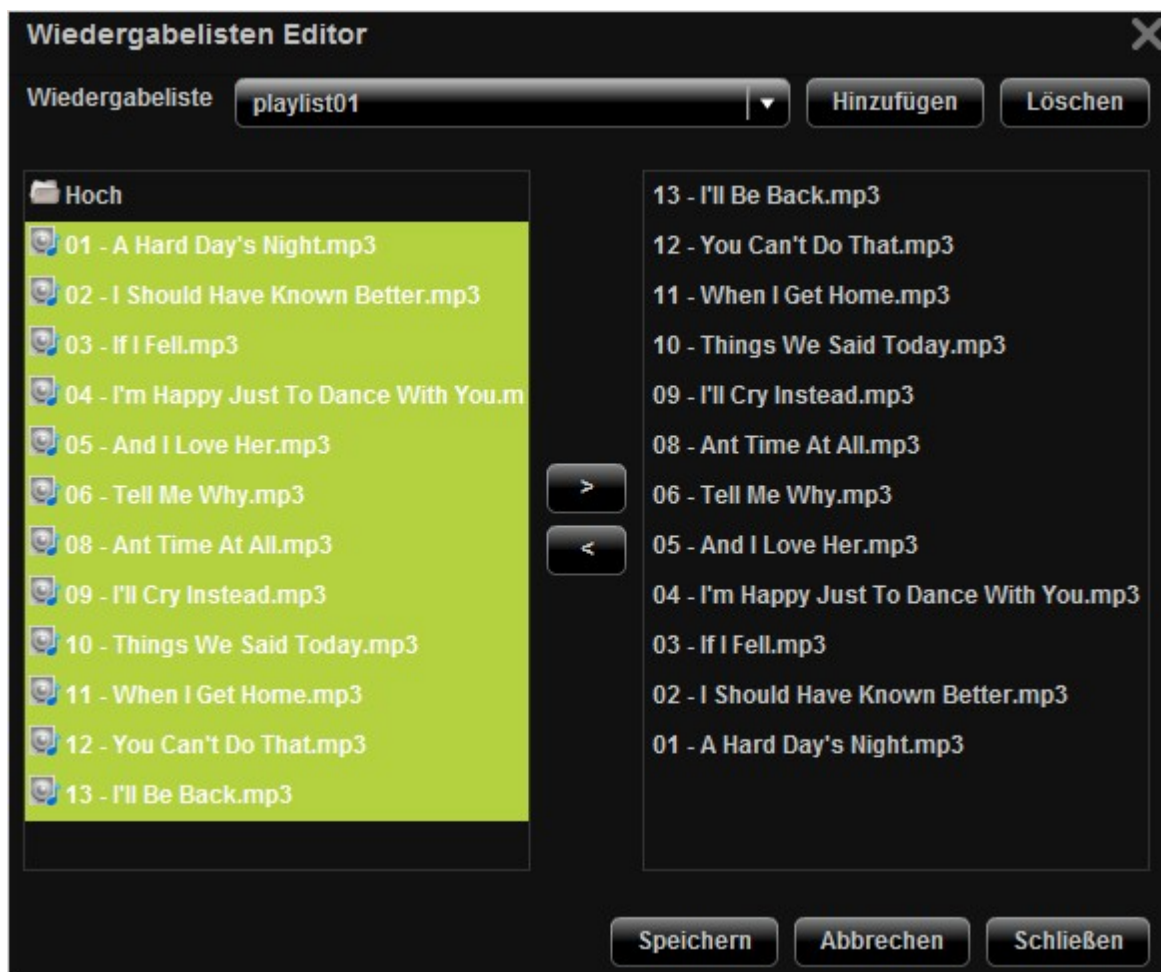 Wiedergabelisten Editor
Wiedergabeliste playlist01 Hinzufügen Löschen
Hoch
01 - A Hard Day's Night.mp3
02 - I Should Have Known Better.mp3
03 - If I Fell.mp3
04 - I'm Happy Just To Dance With You.m
05 - And I Love Her.mp3
06 - Tell Me Why.mp3
08 - Ant Time At All.mp3
09 - I'll Cry Instead.mp3
10 - Things We Said Today.mp3
11 - When I Get Home.mp3
12 - You Can't Do That.mp3
13 - I'll Be Back.mp3
>
<
13 - I'll Be Back.mp3
12 - You Can't Do That.mp3
11 - When I Get Home.mp3
10 - Things We Said Today.mp3
09 - I'll Cry Instead.mp3
08 - Ant Time At All.mp3
06 - Tell Me Why.mp3
05 - And I Love Her.mp3
04 - I'm Happy Just To Dance With You.mp3
03 - If I Fell.mp3
02 - I Should Have Known Better.mp3
01 - A Hard Day's Night.mp3
Speichern Abbrechen Schließen